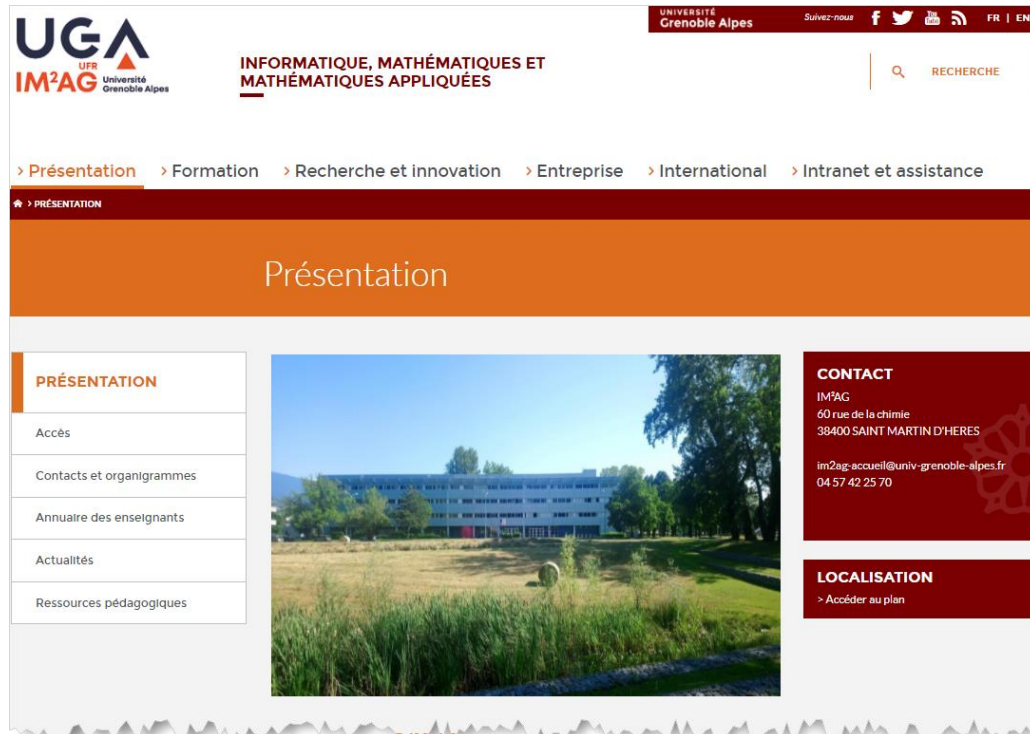 UNIVERSITÉ
Grenoble Alpes
Suivez-nous
You
Tube
FR | EN
UGA
UFR
IM²AG
Université
Grenoble Alpes
INFORMATIQUE, MATHÉMATIQUES ET
MATHÉMATIQUES APPLIQUÉES
RECHERCHE
> Présentation > Formation > Recherche et innovation > Entreprise > International > Intranet et assistance
> PRÉSENTATION
Présentation
PRÉSENTATION
Accès
Contacts et organigrammes
Annuaire des enseignants
Actualités
Ressources pédagogiques
CONTACT
IM²AG
60 rue de la chimie
38400 SAINT MARTIN D'HERES
im2ag-accueil@univ-grenoble-alpes.fr
04 57 42 25 70
LOCALISATION
> Accéder au plan